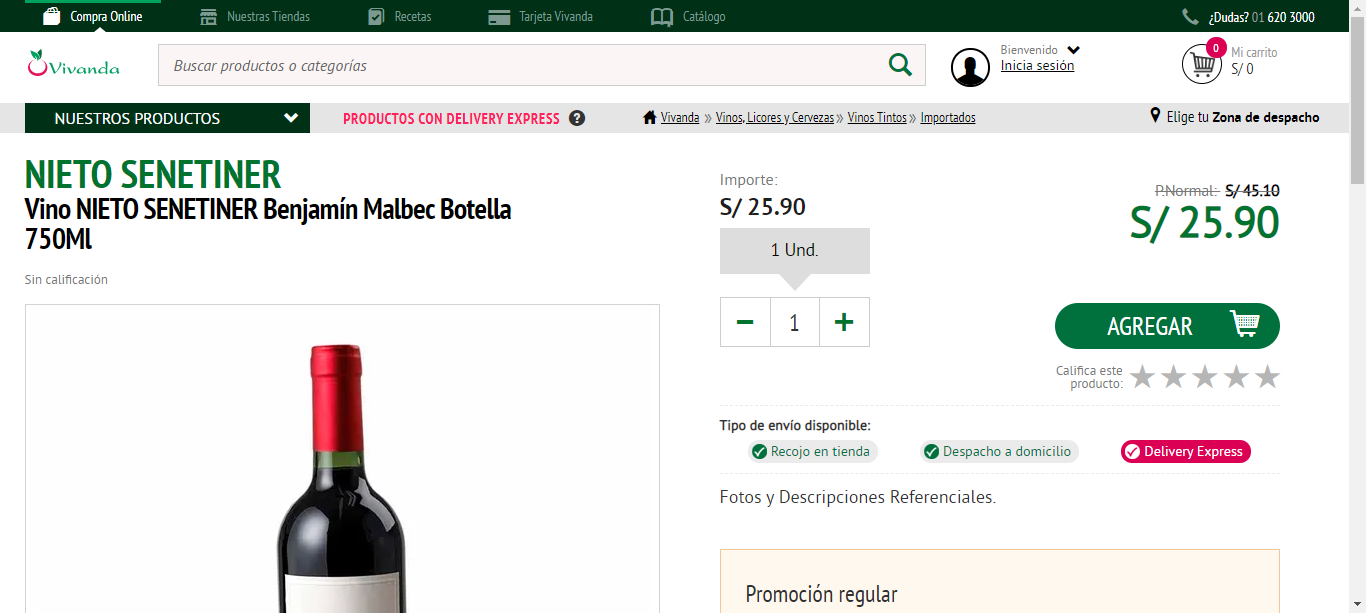 Compra Online
Nuestras Tiendas
Recetas
Tarjeta Vivanda
Catálogo
¿Dudas? 01 620 3000
Vivanda
Buscar productos o categorías
Bienvenido
Inicia sesión
0
Mi carrito
S/ 0
NUESTROS PRODUCTOS
PRODUCTOS CON DELIVERY EXPRESS ?
Vivanda » Vinos, Licores y Cervezas » Vinos Tintos » Importados
Elige tu Zona de despacho
NIETO SENETINER
Vino NIETO SENETINER Benjamín Malbec Botella
750Ml
Sin calificación
Importe:
S/ 25.90
1 Und.
− 1 +
P.Normal: S/ 45.10
S/ 25.90
AGREGAR
Califica este
producto:
Tipo de envío disponible:
Recojo en tienda
Despacho a domicilio
Delivery Express
Fotos y Descripciones Referenciales.
Promoción regular